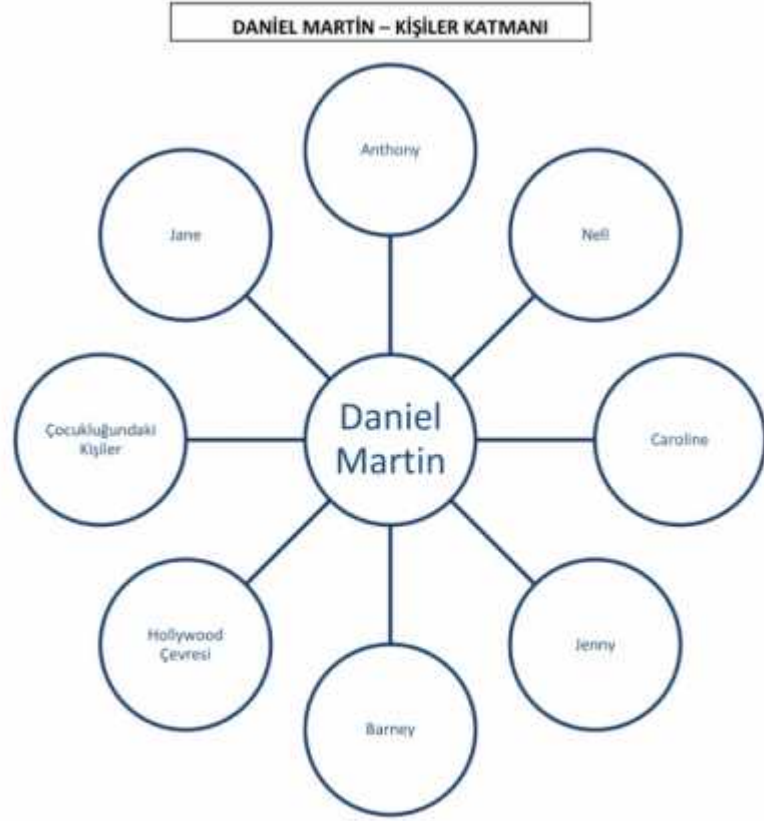 DANİEL MARTİN – KİŞİLER KATMANI
Anthony
Nell
Caroline
Jenny
Barney
Hollywood
Çevresi
Çocukluğundaki
Kişiler
Jane
Daniel
Martin